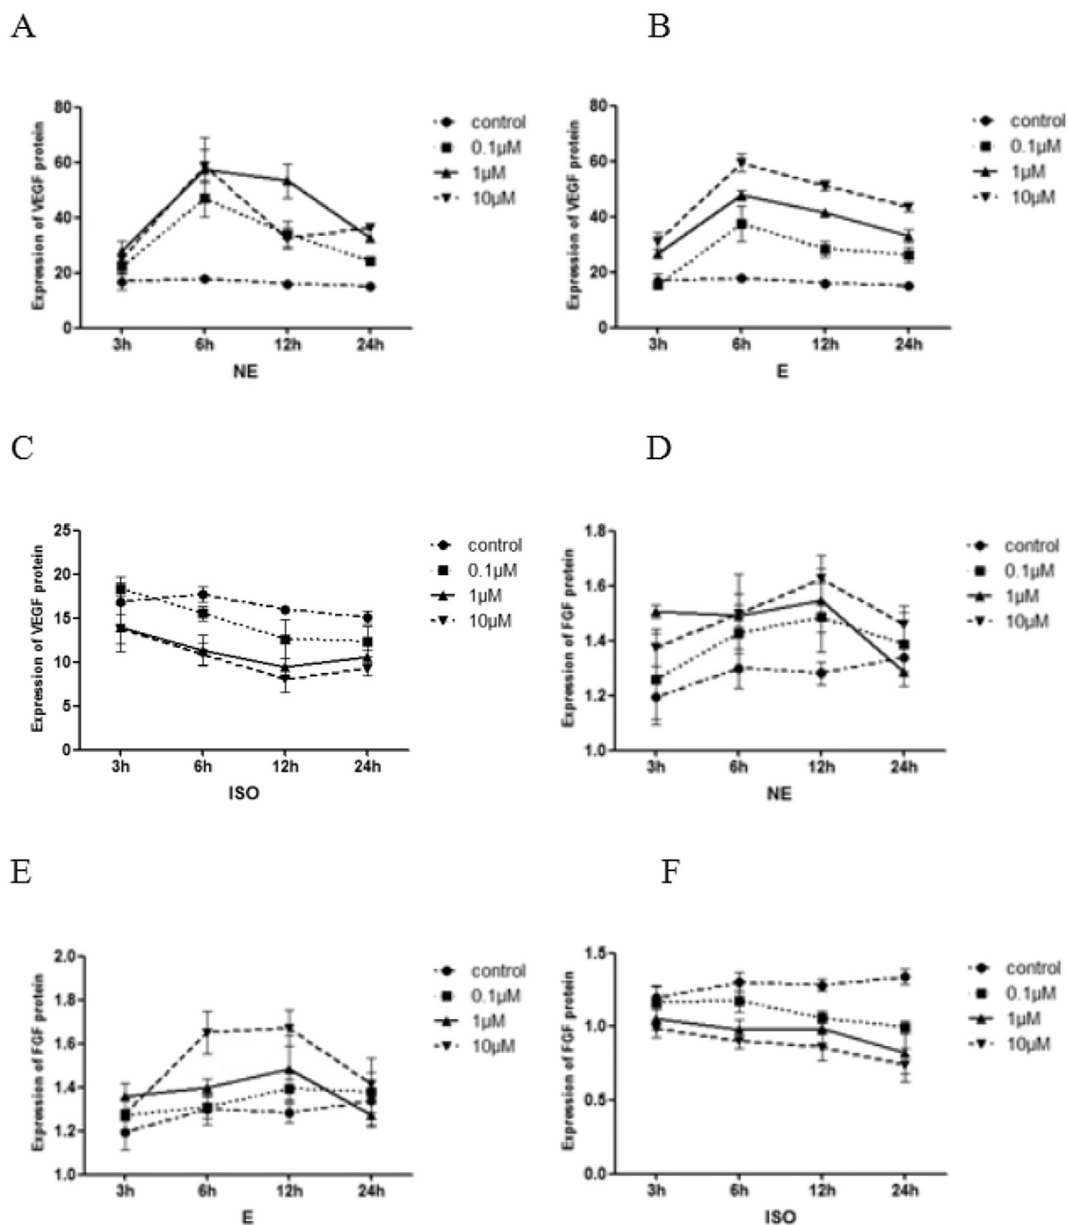 A
Expression of VEGF protein
80
60
40
20
0
3h 6h 12h 24h
NE
control
0.1μM
1μM
10μM
B
Expression of VEGF protein
80
60
40
20
0
3h 6h 12h 24h
E
control
0.1μM
1μM
10μM
C
Expression of VEGF protein
25
20
15
10
5
0
3h 6h 12h 24h
ISO
control
0.1μM
1μM
10μM
D
Expression of FGF protein
1.8
1.6
1.4
1.2
1.0
3h 6h 12h 24h
NE
control
0.1μM
1μM
10μM
E
Expression of FGF protein
2.0
1.8
1.6
1.4
1.2
1.0
3h 6h 12h 24h
E
control
0.1μM
1μM
10μM
F
Expression of FGF protein
1.5
1.0
0.5
0.0
3h 6h 12h 24h
ISO
control
0.1μM
1μM
10μM